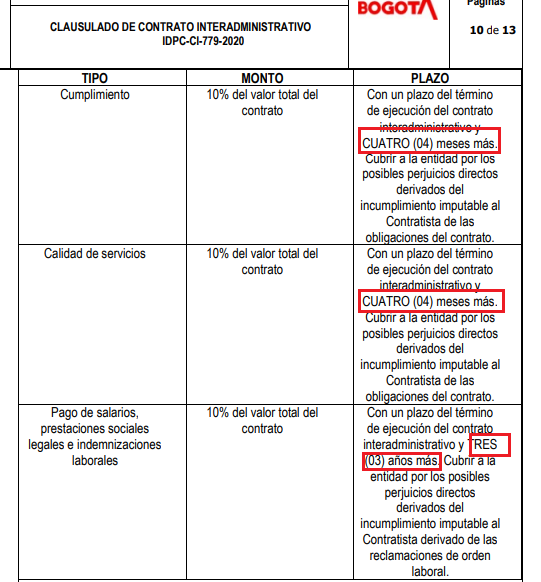 Páginas
BOGOTÁ
CLAUSULADO DE CONTRATO INTERADMINISTRATIVO
IDPC-CI-779-2020
10 de 13
TIPO MONTO PLAZO
Cumplimiento
10% del valor total del
contrato
Con un plazo del término
de ejecución del contrato
interadministrativo y
CUATRO (04) meses más.
Cubrir a la entidad por los
posibles perjuicios directos
derivados del
incumplimiento imputable al
Contratista de las
obligaciones del contrato.
Calidad de servicios
10% del valor total del
contrato
Con un plazo del término
de ejecución del contrato
interadministrativo y
CUATRO (04) meses más.
Cubrir a la entidad por los
posibles perjuicios directos
derivados del
incumplimiento imputable al
Contratista de las
obligaciones del contrato.
Pago de salarios,
prestaciones sociales
legales e indemnizaciones
laborales
10% del valor total del
contrato
Con un plazo del término
de ejecución del contrato
interadministrativo y TRES
(03) años más. Cubrir a la
entidad por los posibles
perjuicios directos
derivados del
incumplimiento imputable al
Contratista derivado de las
reclamaciones de orden
laboral.